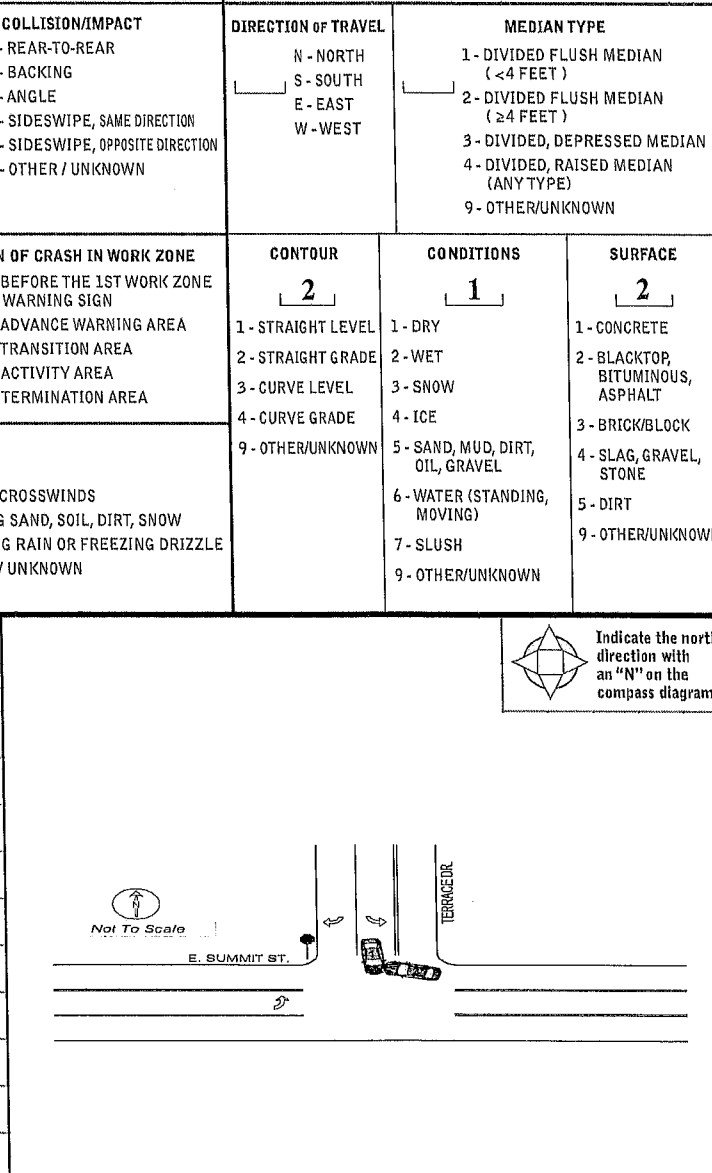 COLLISION/IMPACT
- REAR-TO-REAR
- BACKING
- ANGLE
- SIDESWIPE, SAME DIRECTION
- SIDESWIPE, OPPOSITE DIRECTION
- OTHER / UNKNOWN
DIRECTION OF TRAVEL
N - NORTH
S - SOUTH
E - EAST
W - WEST
MEDIAN TYPE
1 - DIVIDED FLUSH MEDIAN
( <4 FEET )
2 - DIVIDED FLUSH MEDIAN
( ≥4 FEET )
3 - DIVIDED, DEPRESSED MEDIAN
4 - DIVIDED, RAISED MEDIAN
(ANY TYPE)
9 - OTHER/UNKNOWN
N OF CRASH IN WORK ZONE
BEFORE THE 1ST WORK ZONE
WARNING SIGN
ADVANCE WARNING AREA
TRANSITION AREA
ACTIVITY AREA
TERMINATION AREA
CROSSWINDS
G SAND, SOIL, DIRT, SNOW
G RAIN OR FREEZING DRIZZLE
/ UNKNOWN
CONTOUR
2
1 - STRAIGHT LEVEL
2 - STRAIGHT GRADE
3 - CURVE LEVEL
4 - CURVE GRADE
9 - OTHER/UNKNOWN
CONDITIONS
1
1 - DRY
2 - WET
3 - SNOW
4 - ICE
5 - SAND, MUD, DIRT,
OIL, GRAVEL
6 - WATER (STANDING,
MOVING)
7 - SLUSH
9 - OTHER/UNKNOWN
SURFACE
2
1 - CONCRETE
2 - BLACKTOP,
BITUMINOUS,
ASPHALT
3 - BRICK/BLOCK
4 - SLAG, GRAVEL,
STONE
5 - DIRT
9 - OTHER/UNKNOWN
Indicate the north
direction with
an "N" on the
compass diagram
TERRACE DR.
N
Not To Scale
E. SUMMIT ST.